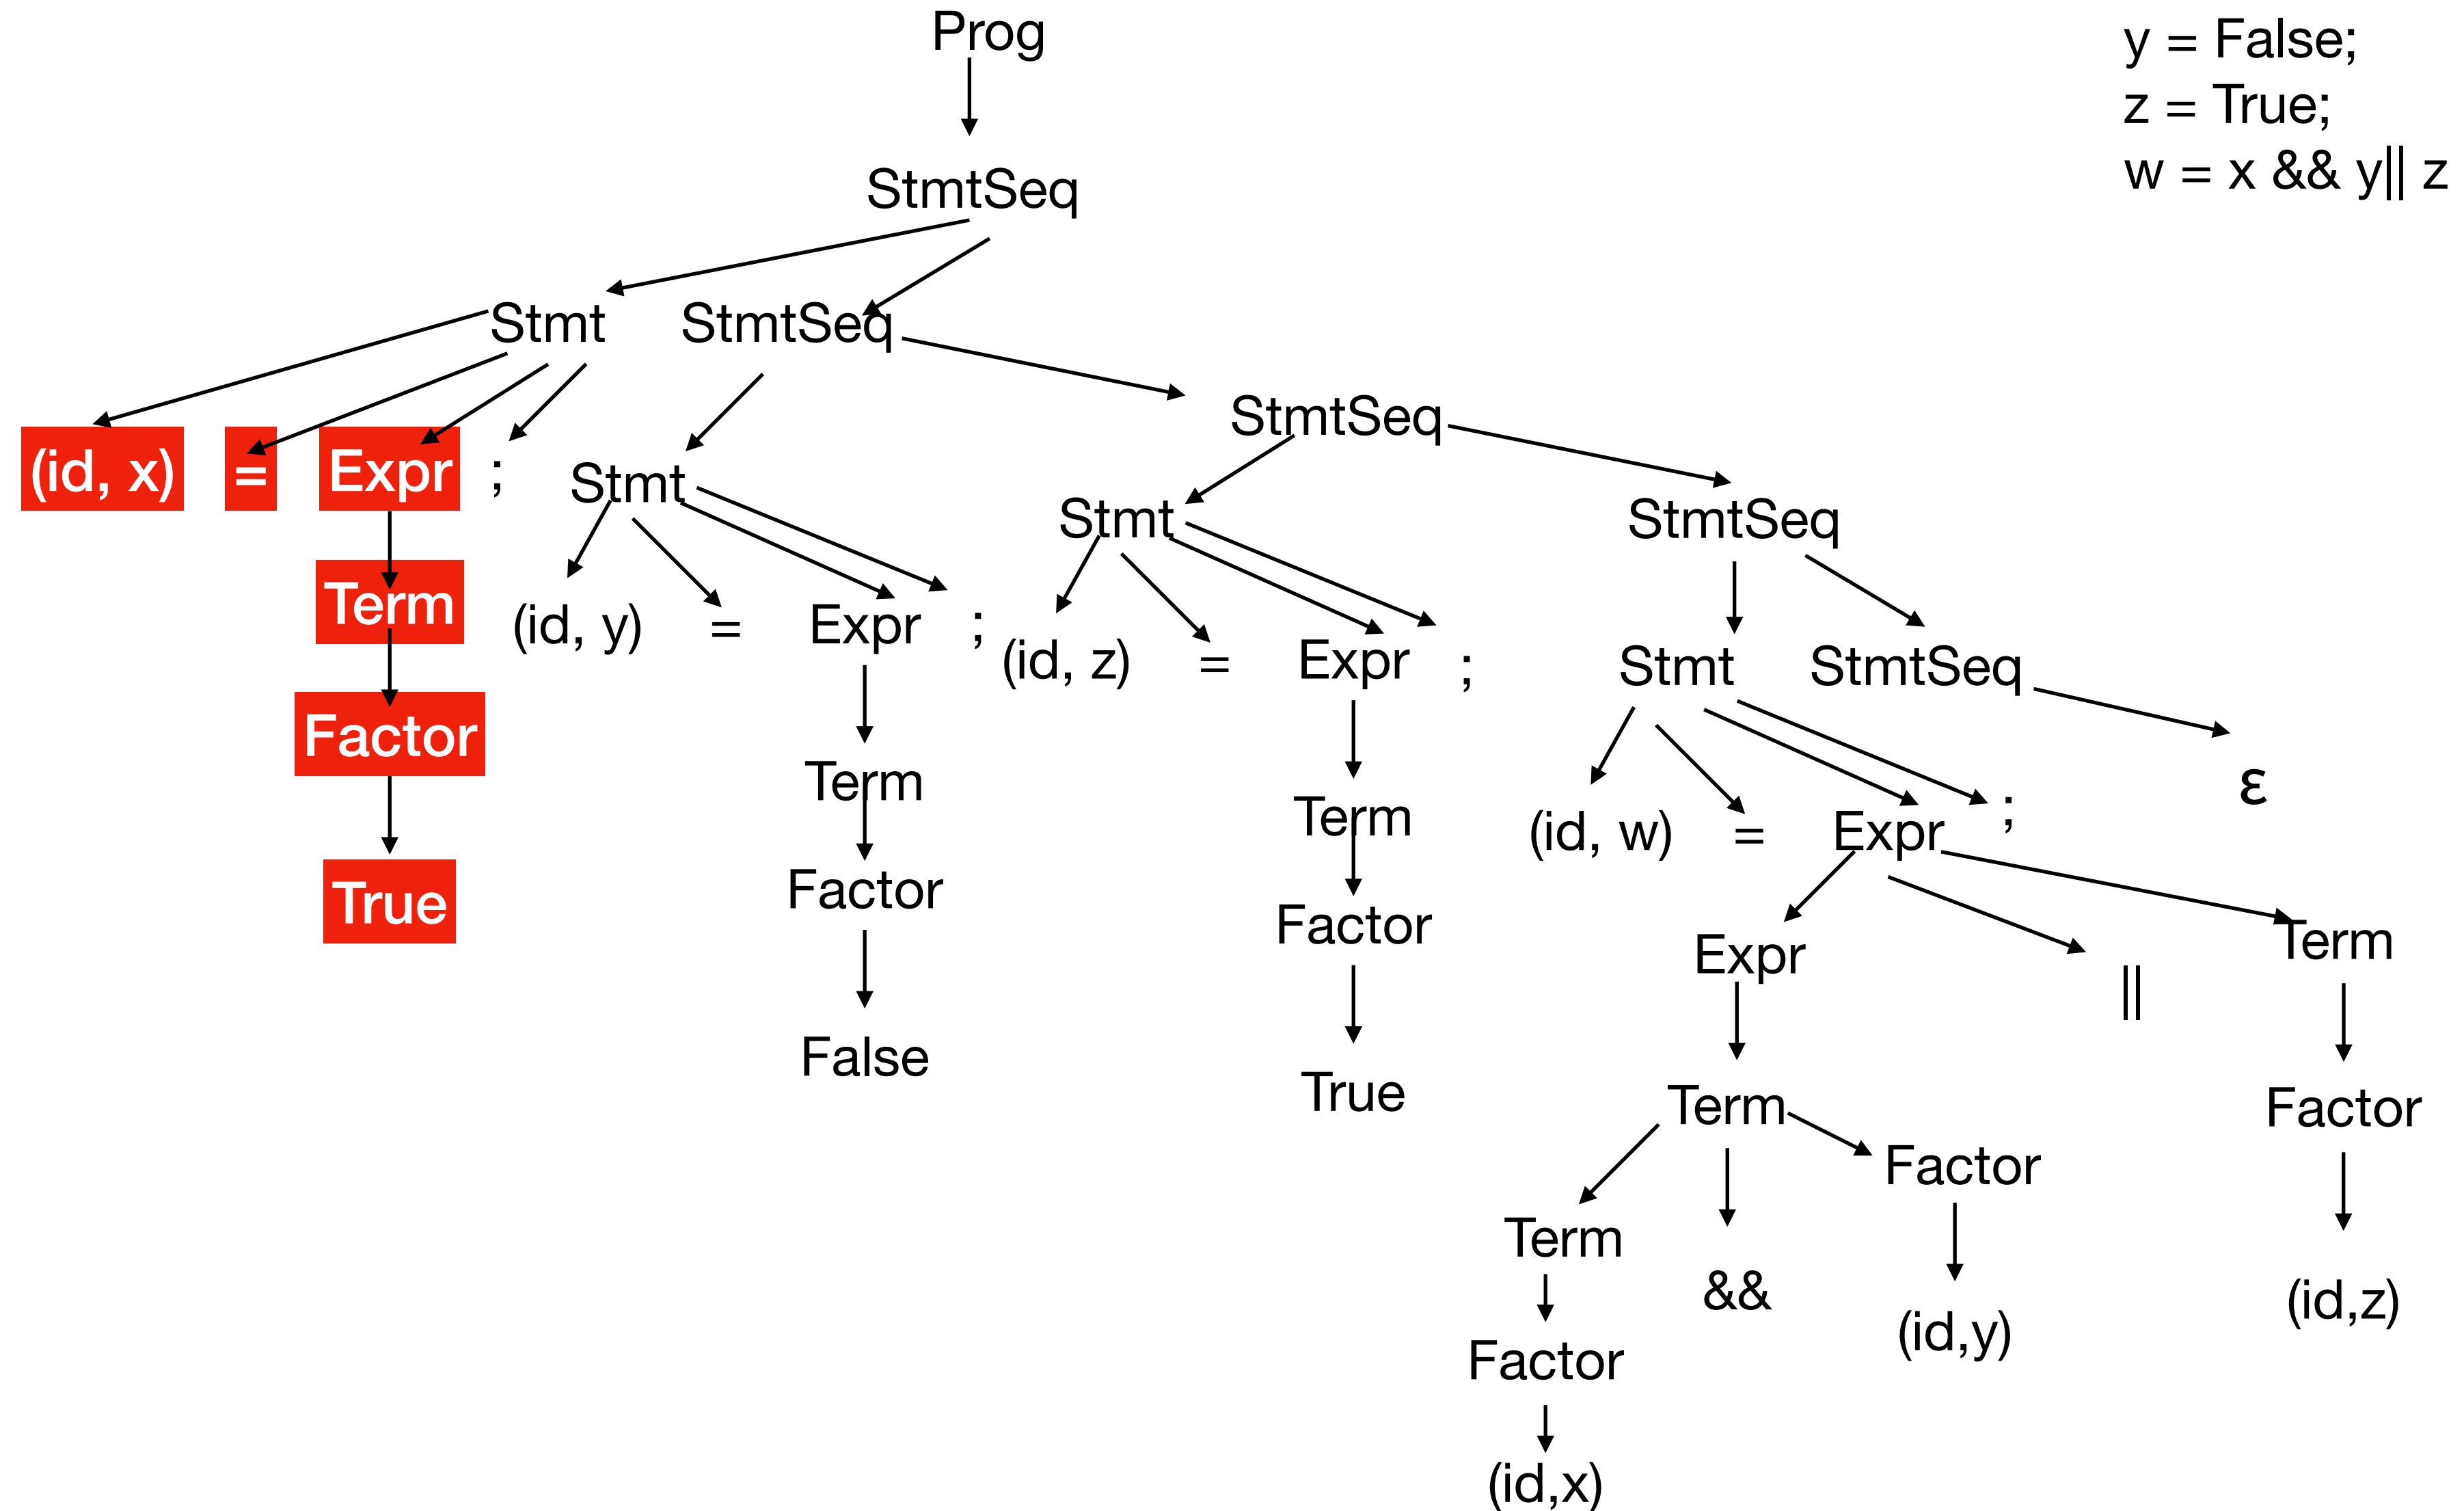 Prog
y = False;
z = True;
w = x && y|| z
StmtSeq
Stmt StmtSeq
StmtSeq
(id, x) = Expr ;
Stmt
Stmt
StmtSeq
Term
(id, y) = Expr ;
(id, z) = Expr ;
Stmt StmtSeq
Factor
Term
Term
ε
(id, w) = Expr ;
True
Factor
Factor
Expr
||
Term
False
True
Term
Factor
Factor
Term
&&
(id,y)
(id,z)
Factor
(id,x)